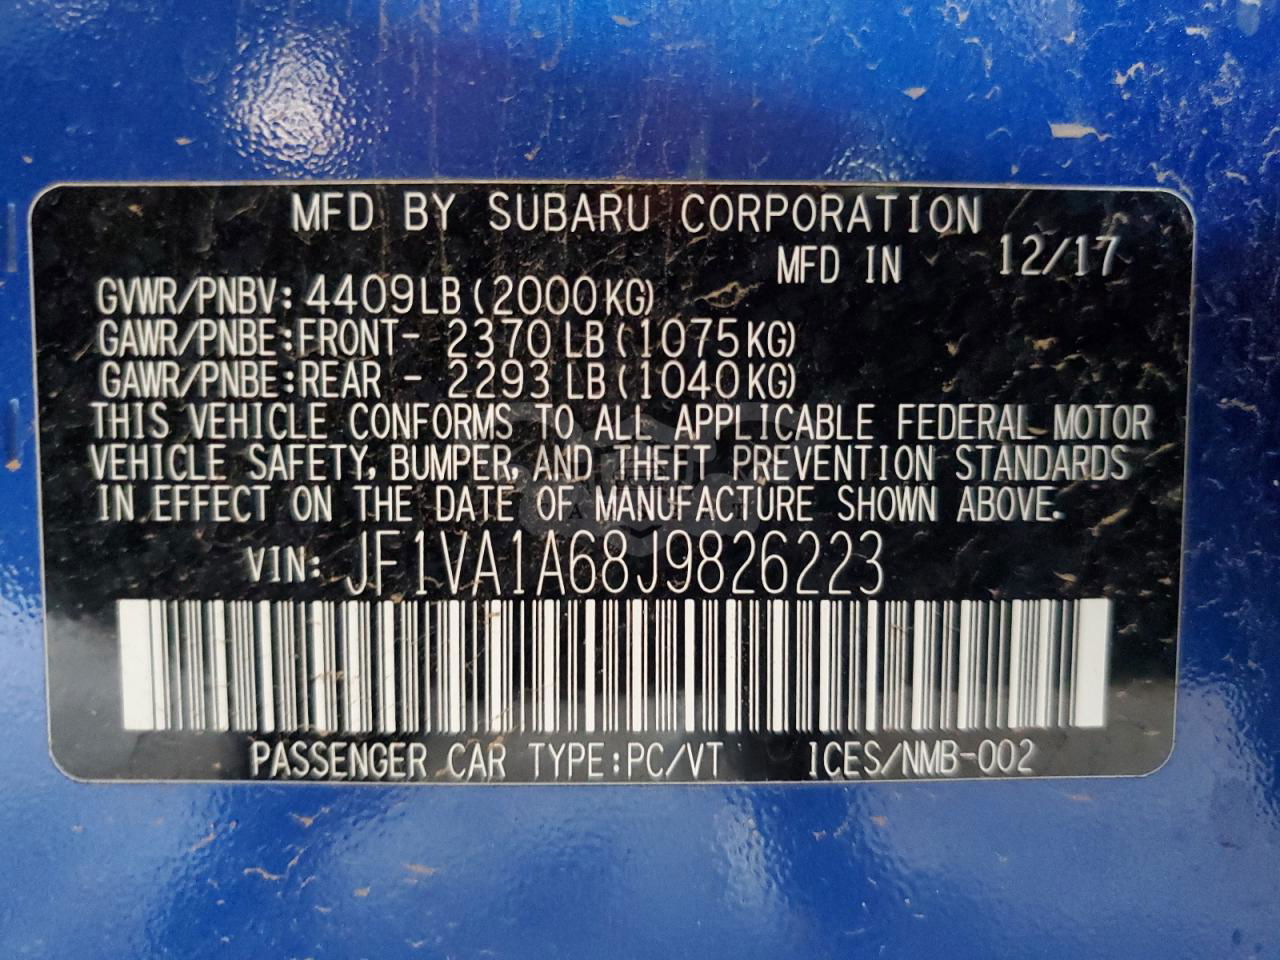 MFD BY SUBARU CORPORATION
MFD IN 12/17
GVWR/PNBV: 4409LB(2000KG)
GAWR/PNBE:FRONT- 2370 LB(1075KG)
GAWR/PNBE:REAR - 2293 LB(1040KG)
THIS VEHICLE CONFORMS TO ALL APPLICABLE FEDERAL MOTOR
VEHICLE SAFETY, BUMPER, AND THEFT PREVENTION STANDARDS
IN EFFECT ON THE DATE OF MANUFACTURE SHOWN ABOVE.
VIN: JF1VA1A68J9826223
PASSENGER CAR TYPE:PC/VT ICES/NMB-002